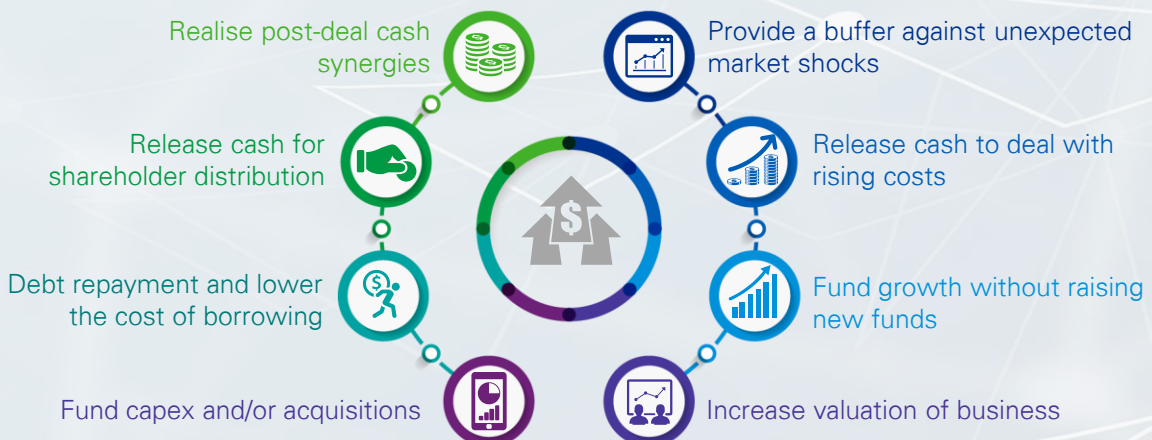 Realise post-deal cash
synergies
Release cash for
shareholder distribution
Debt repayment and lower
the cost of borrowing
Fund capex and/or acquisitions
Provide a buffer against unexpected
market shocks
Release cash to deal with
rising costs
Fund growth without raising
new funds
Increase valuation of business
$
$